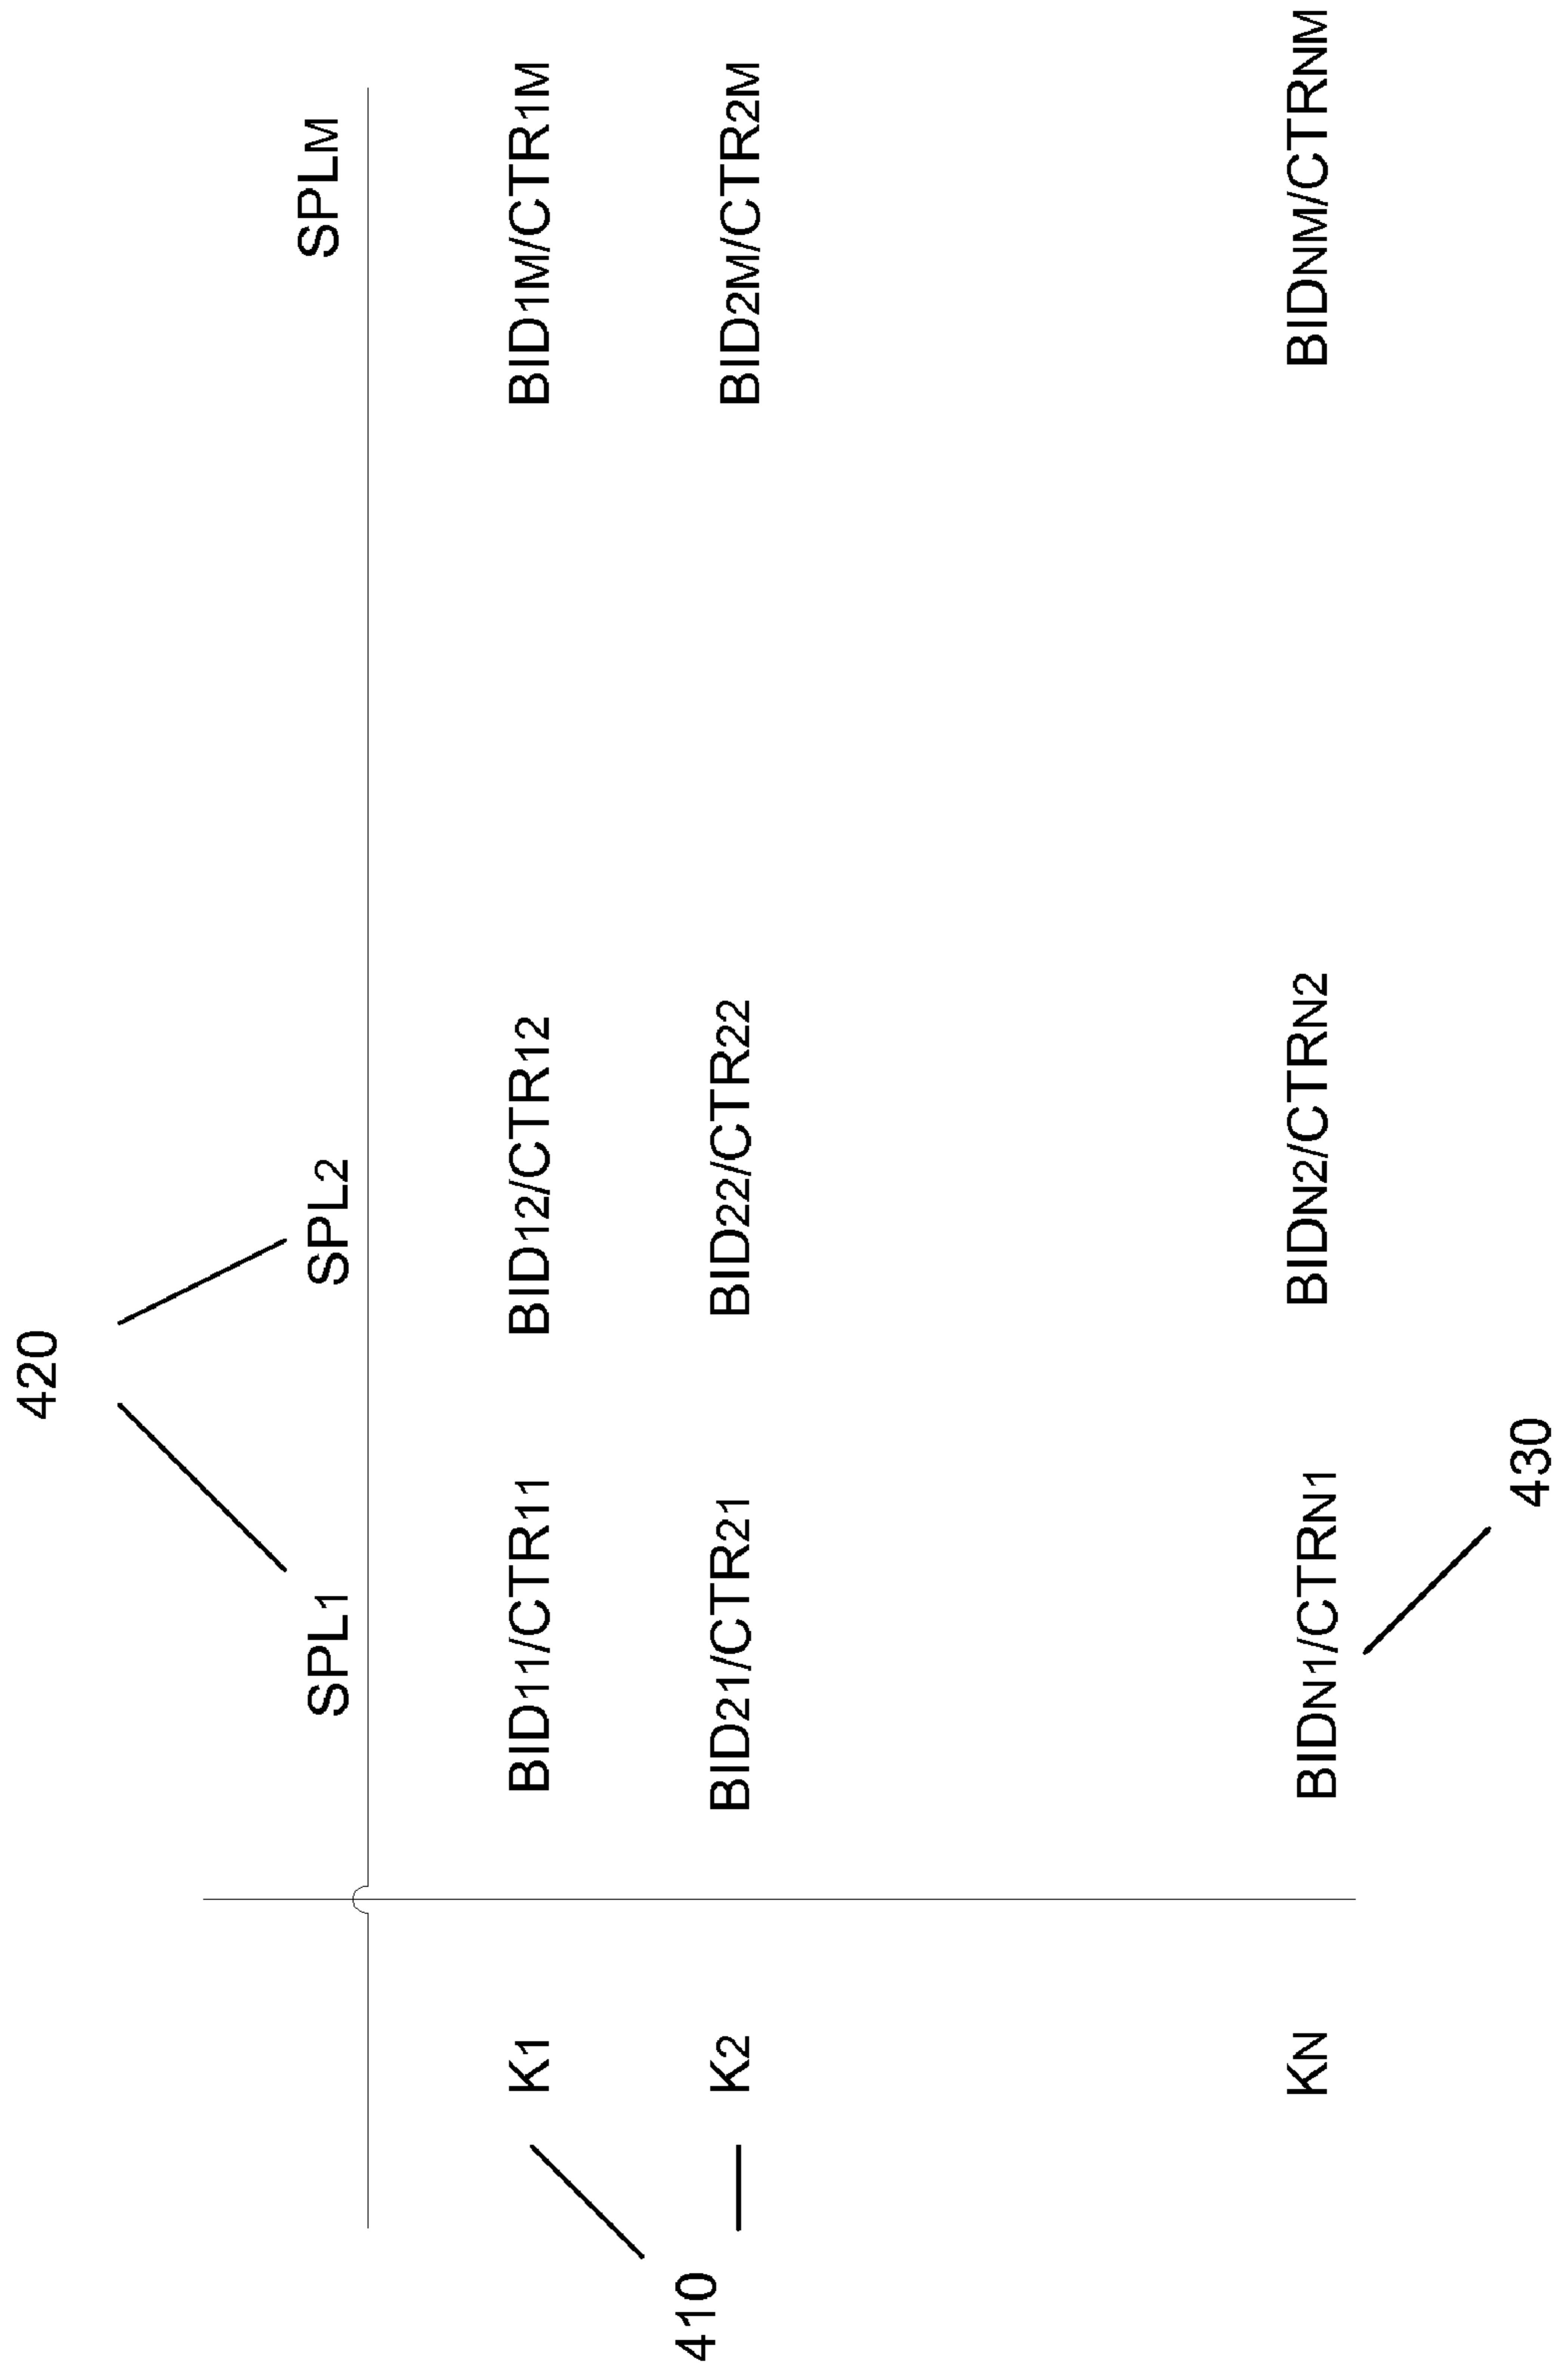 420
SPL1 SPL2 SPLM
K1 BID11/CTR11 BID12/CTR12 BID1M/CTR1M
410
K2 BID21/CTR21 BID22/CTR22 BID2M/CTR2M
KN BIDN1/CTRN1 BIDN2/CTRN2 BIDNM/CTRNM
430